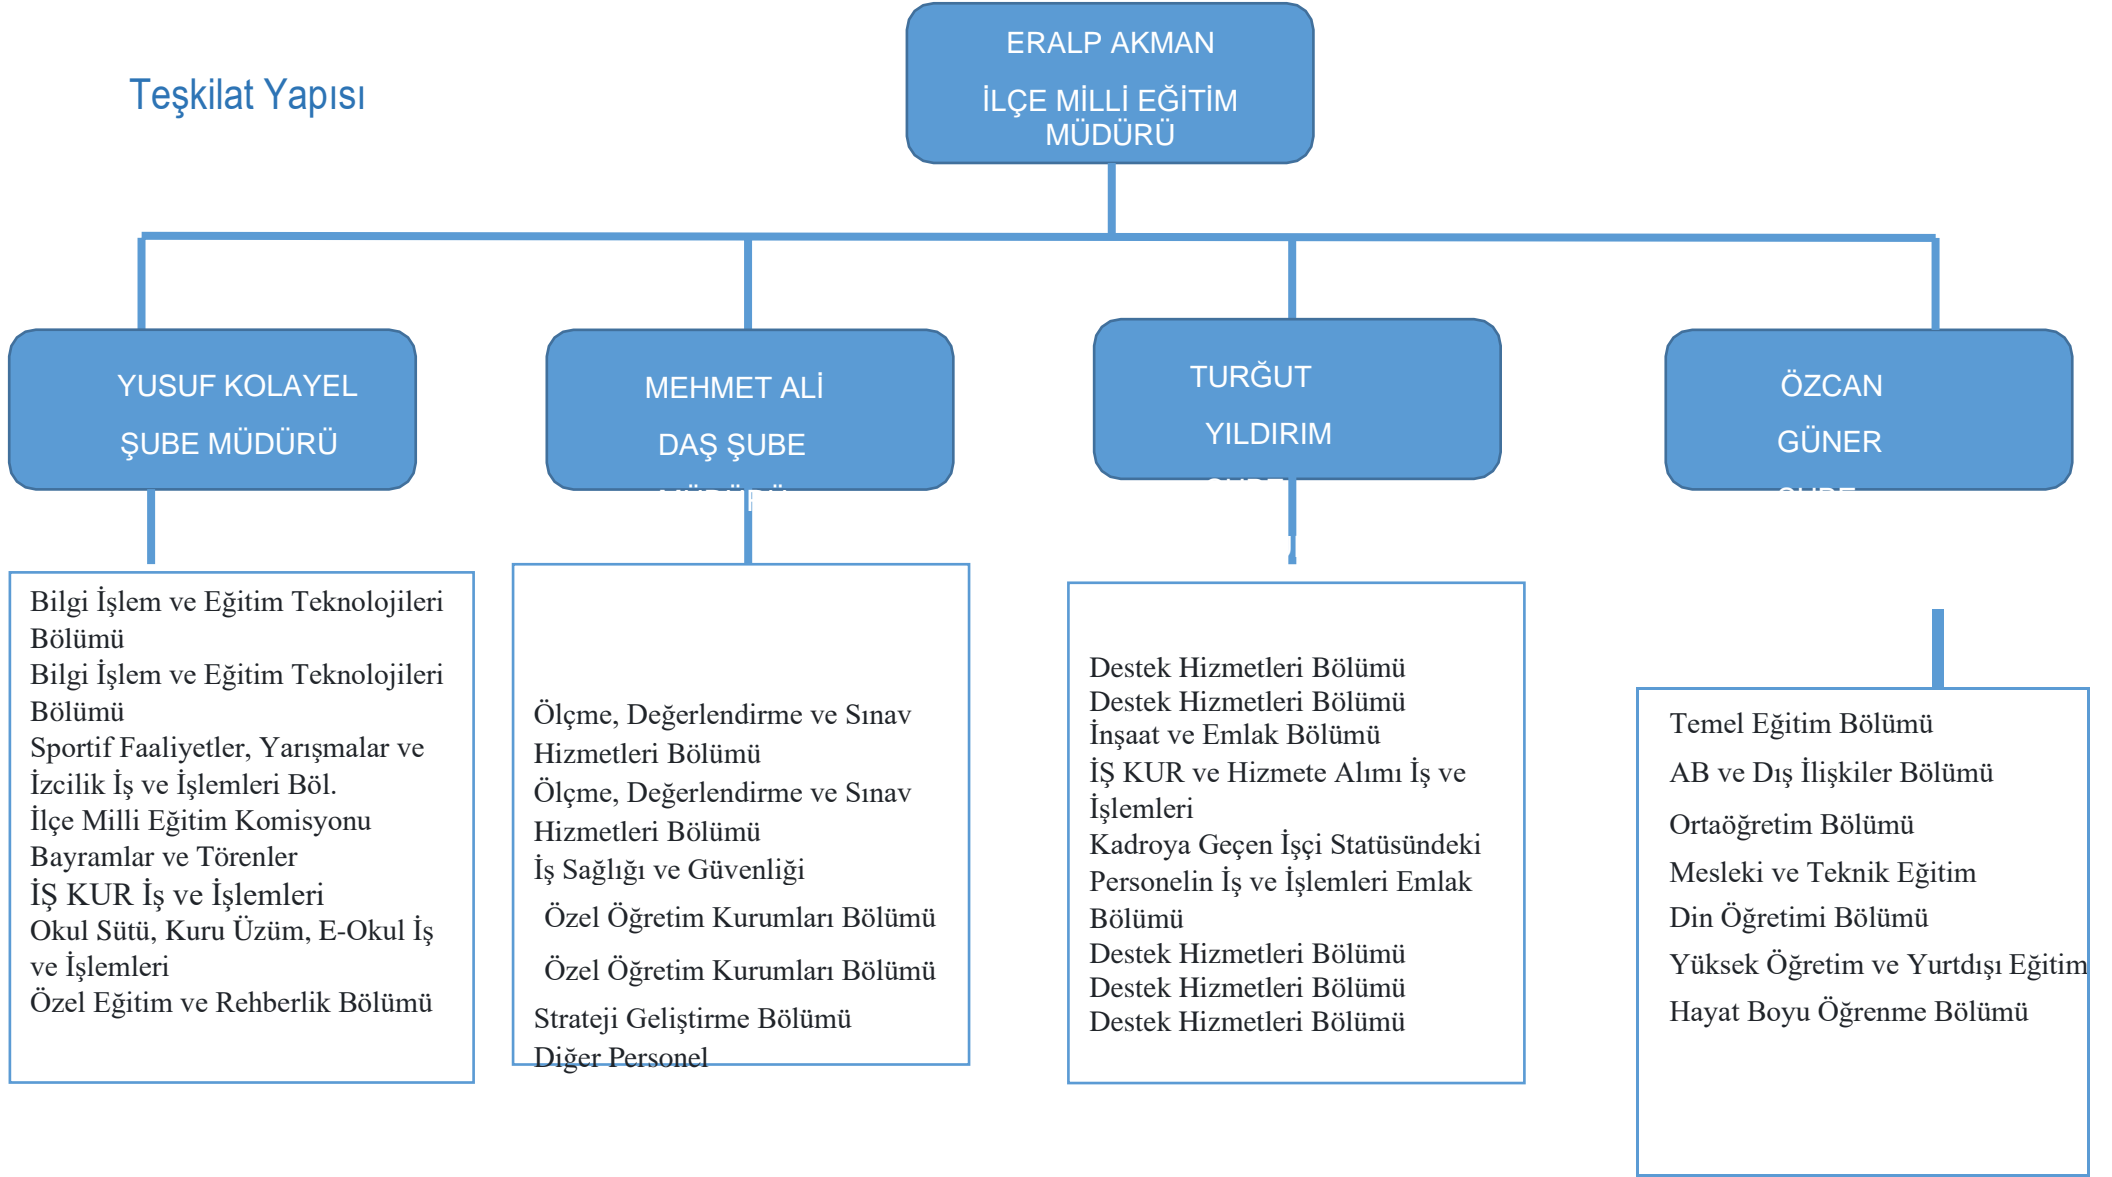 Teşkilat Yapısı
ERALP AKMAN
İLÇE MİLLİ EĞİTİM
MÜDÜRÜ
YUSUF KOLAYEL
ŞUBE MÜDÜRÜ
MEHMET ALİ
DAŞ ŞUBE
MÜDÜRÜ
TURĞUT
YILDIRIM
ŞUBE
ÖZCAN
GÜNER
ŞUBE
Bilgi İşlem ve Eğitim Teknolojileri
Bölümü
Bilgi İşlem ve Eğitim Teknolojileri
Bölümü
Sportif Faaliyetler, Yarışmalar ve
İzcilik İş ve İşlemleri Böl.
İlçe Milli Eğitim Komisyonu
Bayramlar ve Törenler
İŞ KUR İş ve İşlemleri
Okul Sütü, Kuru Üzüm, E-Okul İş
ve İşlemleri
Özel Eğitim ve Rehberlik Bölümü
Ölçme, Değerlendirme ve Sınav
Hizmetleri Bölümü
Ölçme, Değerlendirme ve Sınav
Hizmetleri Bölümü
İş Sağlığı ve Güvenliği
Özel Öğretim Kurumları Bölümü
Özel Öğretim Kurumları Bölümü
Strateji Geliştirme Bölümü
Diğer Personel
Destek Hizmetleri Bölümü
Destek Hizmetleri Bölümü
İnşaat ve Emlak Bölümü
İŞ KUR ve Hizmete Alımı İş ve
İşlemleri
Kadroya Geçen İşçi Statüsündeki
Personelin İş ve İşlemleri Emlak
Bölümü
Destek Hizmetleri Bölümü
Destek Hizmetleri Bölümü
Destek Hizmetleri Bölümü
Temel Eğitim Bölümü
AB ve Dış İlişkiler Bölümü
Ortaöğretim Bölümü
Mesleki ve Teknik Eğitim
Din Öğretimi Bölümü
Yüksek Öğretim ve Yurtdışı Eğitim
Hayat Boyu Öğrenme Bölümü